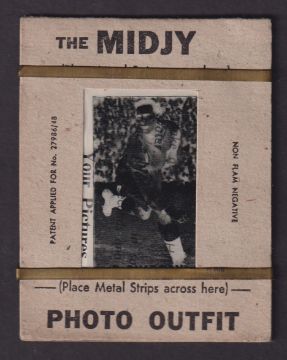 THE MIDJY
PATENT APPLIED FOR No. 27986/48
Your Pictures
NON FLAM NEGATIVE
(Place Metal Strips across here)
PHOTO OUTFIT